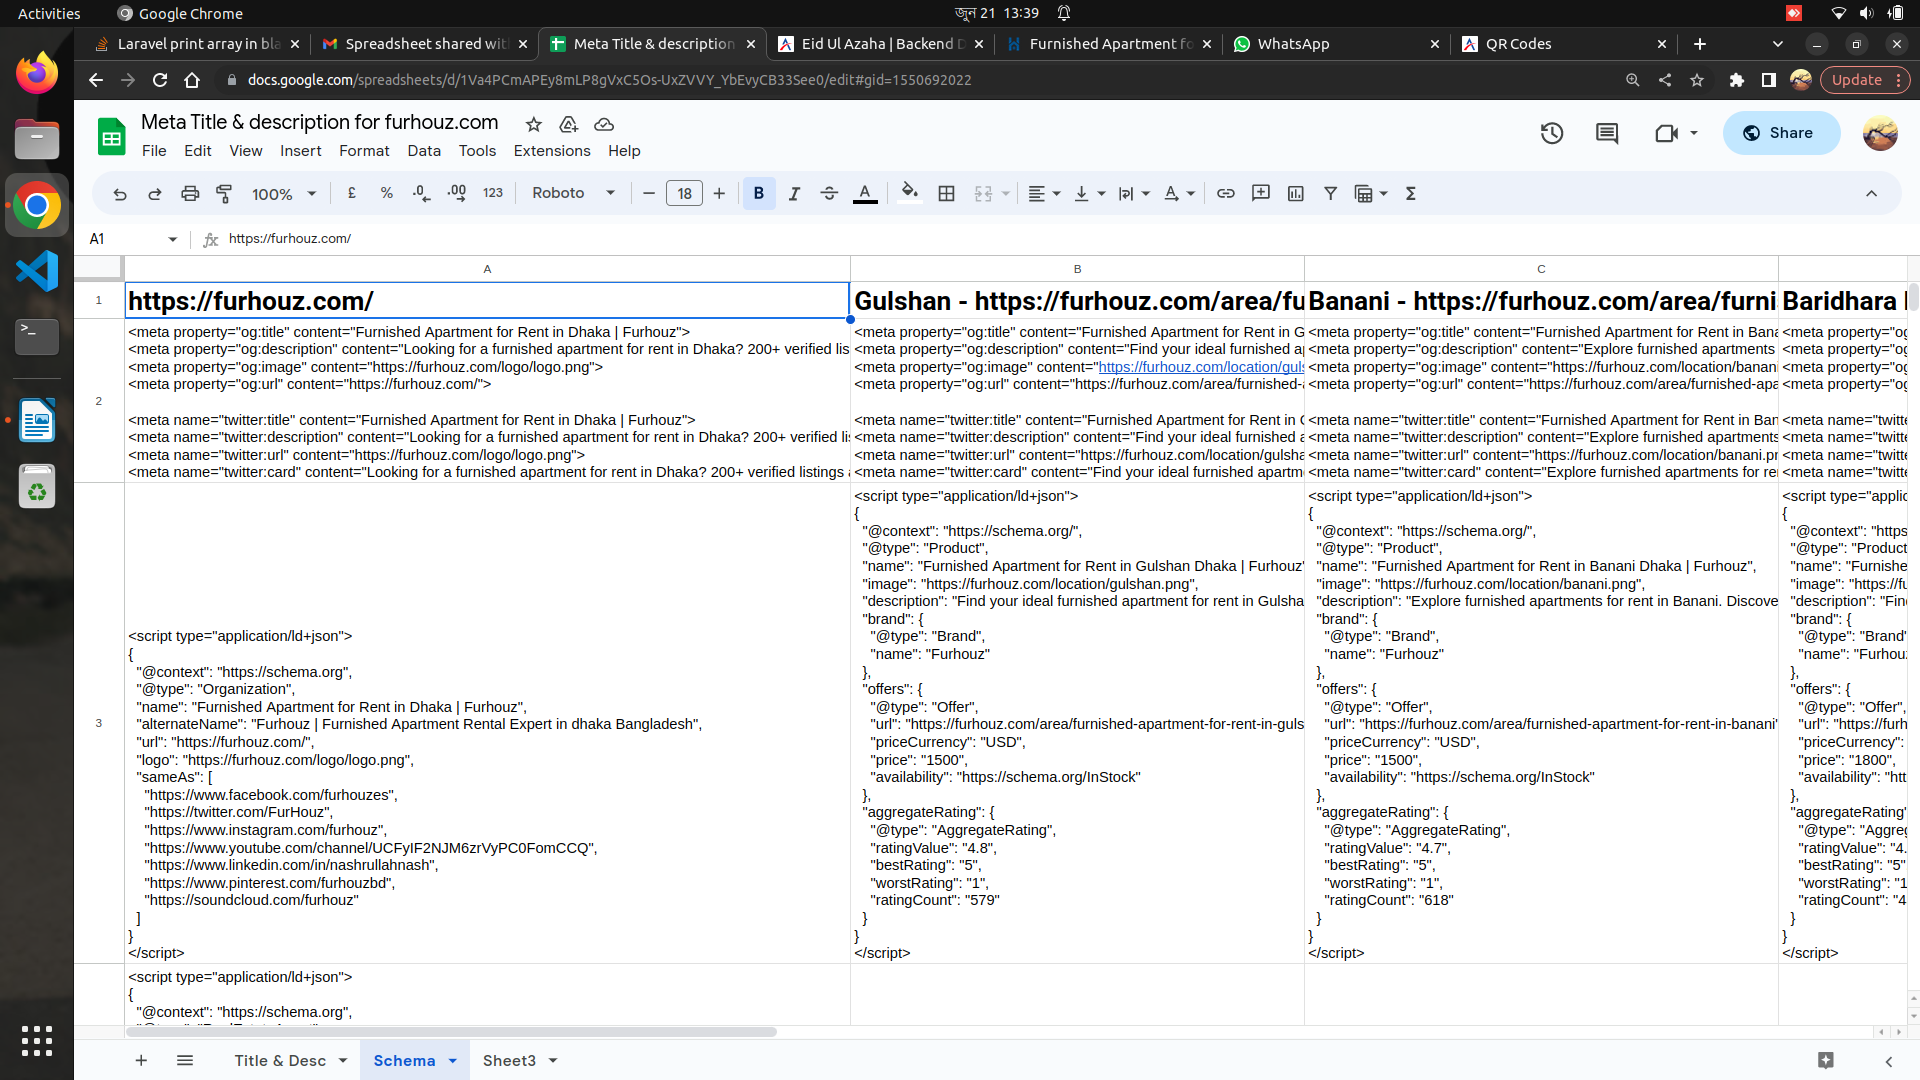 Activities
Google Chrome
জুন 21 13:39
Laravel print array in bla
Spreadsheet shared wit
Meta Title & description
Eid Ul Azaha | Backend D
Furnished Apartment fo
WhatsApp
QR Codes
docs.google.com/spreadsheets/d/1Va4PCmAPEy8mLP8gVxC5Os-UxZVVY_YbEvyCB33See0/edit#gid=1550692022
Update
Meta Title & description for furhouz.com
File Edit View Insert Format Data Tools Extensions Help
Share
100% £ % .0 .00 123 Roboto 18 B I A
A1
fx https://furhouz.com/
A B C
1
https://furhouz.com/
Gulshan - https://furhouz.com/area/fu
Banani - https://furhouz.com/area/furni
Baridhara
2
<meta property="og:title" content="Furnished Apartment for Rent in Dhaka | Furhouz">
<meta property="og:description" content="Looking for a furnished apartment for rent in Dhaka? 200+ verified lis
<meta property="og:image" content="https://furhouz.com/logo/logo.png">
<meta property="og:url" content="https://furhouz.com/">
<meta name="twitter:title" content="Furnished Apartment for Rent in Dhaka | Furhouz">
<meta name="twitter:description" content="Looking for a furnished apartment for rent in Dhaka? 200+ verified li
<meta name="twitter:url" content="https://furhouz.com/logo/logo.png">
<meta name="twitter:card" content="Looking for a furnished apartment for rent in Dhaka? 200+ verified listings
<meta property="og:title" content="Furnished Apartment for Rent in G
<meta property="og:description" content="Find your ideal furnished a
<meta property="og:image" content="https://furhouz.com/location/guls
<meta property="og:url" content="https://furhouz.com/area/furnished-
<meta name="twitter:title" content="Furnished Apartment for Rent in
<meta name="twitter:description" content="Find your ideal furnished a
<meta name="twitter:url" content="https://furhouz.com/location/gulsha
<meta name="twitter:card" content="Find your ideal furnished apartm
<meta property="og:title" content="Furnished Apartment for Rent in Bana
<meta property="og:description" content="Explore furnished apartments
<meta property="og:image" content="https://furhouz.com/location/banani
<meta property="og:url" content="https://furhouz.com/area/furnished-apa
<meta name="twitter:title" content="Furnished Apartment for Rent in Ban
<meta name="twitter:description" content="Explore furnished apartments
<meta name="twitter:url" content="https://furhouz.com/location/banani.p
<meta name="twitter:card" content="Explore furnished apartments for re
<meta property="og
<meta property="og
<meta property="og
<meta property="og
<meta name="twitte
<meta name="twitte
<meta name="twitte
<meta name="twitte
3
<script type="application/ld+json">
{
"@context": "https://schema.org",
"@type": "Organization",
"name": "Furnished Apartment for Rent in Dhaka | Furhouz",
"alternateName": "Furhouz | Furnished Apartment Rental Expert in dhaka Bangladesh",
"url": "https://furhouz.com/",
"logo": "https://furhouz.com/logo/logo.png",
"sameAs": [
"https://www.facebook.com/furhouzes",
"https://twitter.com/FurHouz",
"https://www.instagram.com/furhouz",
"https://www.youtube.com/channel/UCFyIF2NJM6zrVyPC0FomCCQ",
"https://www.linkedin.com/in/nashrullahnash",
"https://www.pinterest.com/furhouzbd",
"https://soundcloud.com/furhouz"
]
}
</script>
<script type="application/ld+json">
{
"@context": "https://schema.org/",
"@type": "Product",
"name": "Furnished Apartment for Rent in Gulshan Dhaka | Furhouz"
"image": "https://furhouz.com/location/gulshan.png",
"description": "Find your ideal furnished apartment for rent in Gulsha
"brand": {
"@type": "Brand",
"name": "Furhouz"
},
"offers": {
"@type": "Offer",
"url": "https://furhouz.com/area/furnished-apartment-for-rent-in-guls
"priceCurrency": "USD",
"price": "1500",
"availability": "https://schema.org/InStock"
},
"aggregateRating": {
"@type": "AggregateRating",
"ratingValue": "4.8",
"bestRating": "5",
"worstRating": "1",
"ratingCount": "579"
}
}
</script>
<script type="application/ld+json">
{
"@context": "https://schema.org/",
"@type": "Product",
"name": "Furnished Apartment for Rent in Banani Dhaka | Furhouz",
"image": "https://furhouz.com/location/banani.png",
"description": "Explore furnished apartments for rent in Banani. Discove
"brand": {
"@type": "Brand",
"name": "Furhouz"
},
"offers": {
"@type": "Offer",
"url": "https://furhouz.com/area/furnished-apartment-for-rent-in-banani"
"priceCurrency": "USD",
"price": "1500",
"availability": "https://schema.org/InStock"
},
"aggregateRating": {
"@type": "AggregateRating",
"ratingValue": "4.7",
"bestRating": "5",
"worstRating": "1",
"ratingCount": "618"
}
}
</script>
<script type="applic
{
"@context": "https
"@type": "Product
"name": "Furnishe
"image": "https://fu
"description": "Fin
"brand": {
"@type": "Brand"
"name": "Furhou
},
"offers": {
"@type": "Offer",
"url": "https://furh
"priceCurrency":
"price": "1800",
"availability": "htt
},
"aggregateRating"
"@type": "Aggreg
"ratingValue": "4.
"bestRating": "5"
"worstRating": "1
"ratingCount": "4
}
}
</script>
<script type="application/ld+json">
{
"@context": "https://schema.org",
Title & Desc
Schema
Sheet3